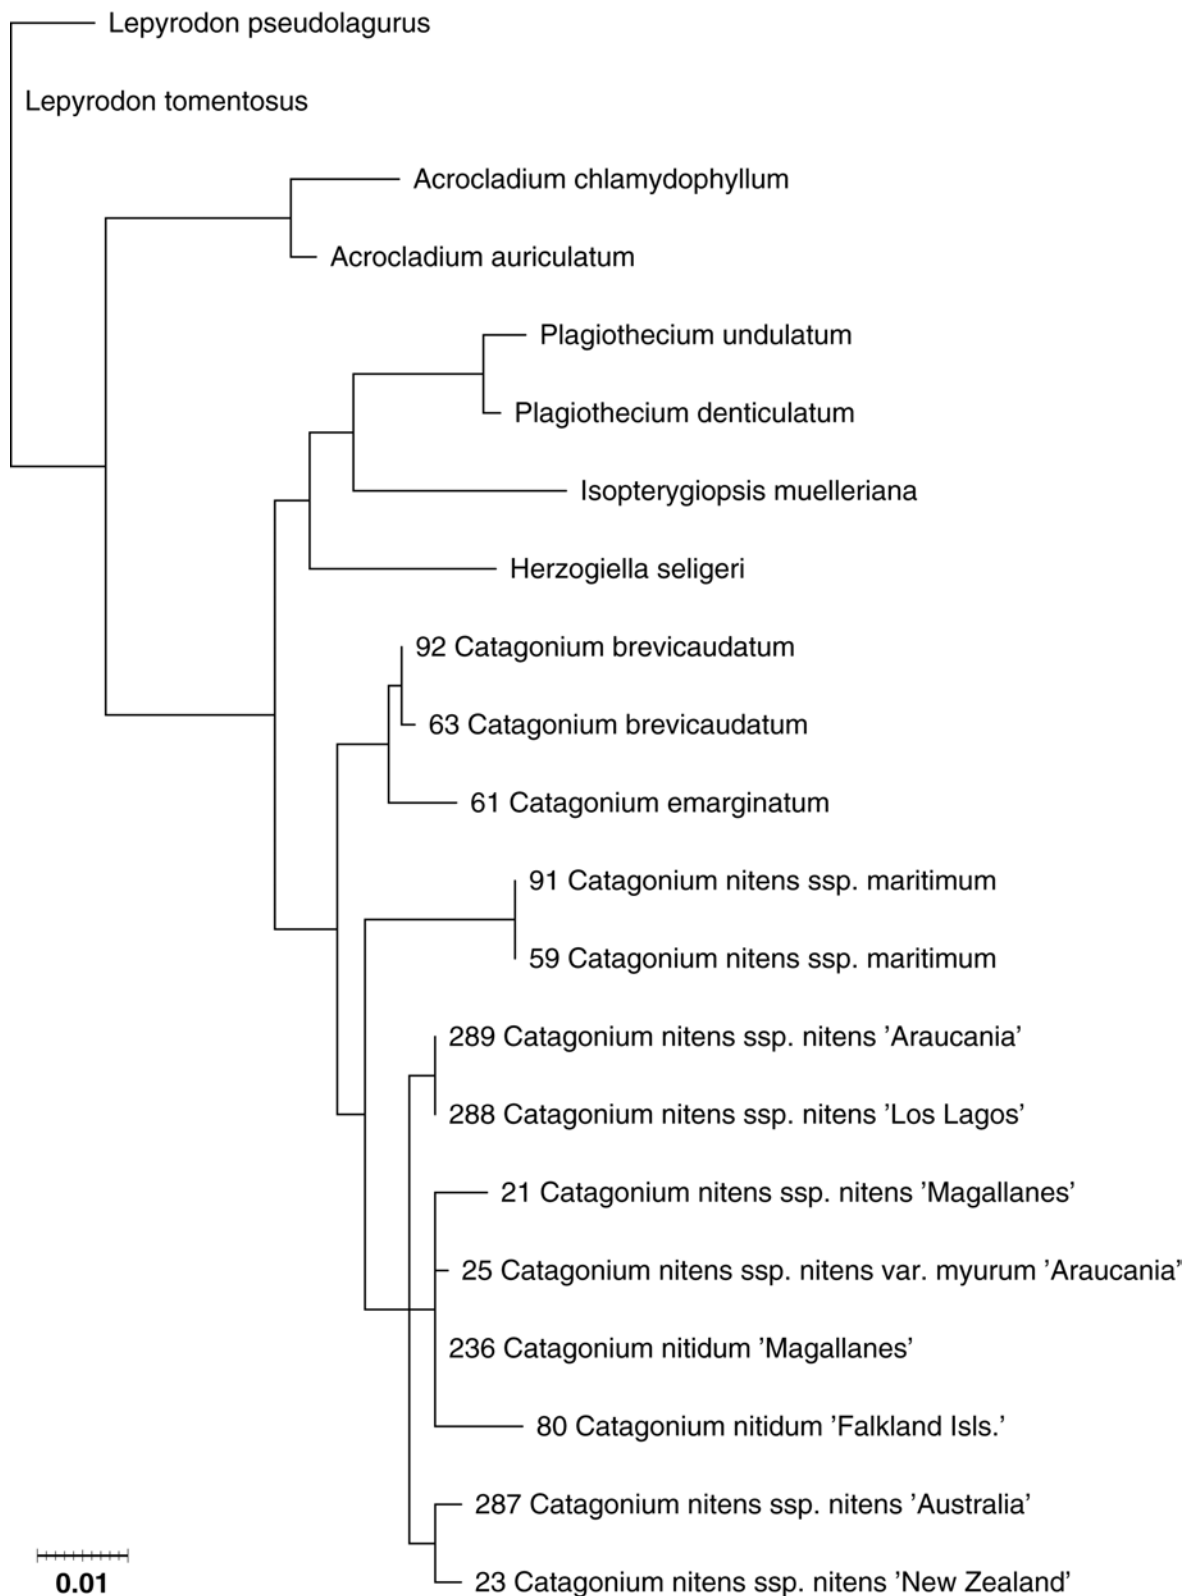 Lepyrodon pseudolagurus
Lepyrodon tomentosus
Acrocladium chlamydophyllum
Acrocladium auriculatum
Plagiothecium undulatum
Plagiothecium denticulatum
Isopterygiopsis muelleriana
Herzogiella seligeri
92 Catagonium brevicaudatum
63 Catagonium brevicaudatum
61 Catagonium emarginatum
91 Catagonium nitens ssp. maritimum
59 Catagonium nitens ssp. maritimum
289 Catagonium nitens ssp. nitens ’Araucania’
288 Catagonium nitens ssp. nitens ’Los Lagos’
21 Catagonium nitens ssp. nitens ’Magallanes’
25 Catagonium nitens ssp. nitens var. myurum ’Araucania’
236 Catagonium nitidum ’Magallanes’
80 Catagonium nitidum ’Falkland Isls.’
287 Catagonium nitens ssp. nitens ’Australia’
23 Catagonium nitens ssp. nitens ’New Zealand’
0.01